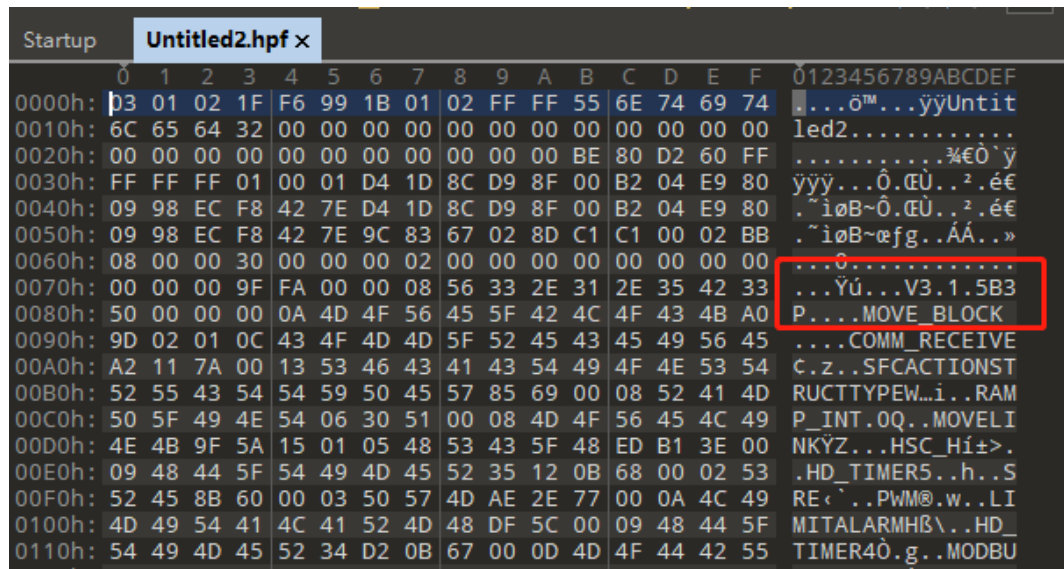 Startup Untitled2.hpf ×
0 1 2 3 4 5 6 7 8 9 A B C D E F 0123456789ABCDEF
0000h: 03 01 02 1F F6 99 1B 01 02 FF FF 55 6E 74 69 74 ....ö™...ÿÿUntit
0010h: 6C 65 64 32 00 00 00 00 00 00 00 00 00 00 00 00 led2............
0020h: 00 00 00 00 00 00 00 00 00 00 00 BE 80 D2 60 FF ...........¾€Ò`ÿ
0030h: FF FF FF 01 00 01 D4 1D 8C D9 8F 00 B2 04 E9 80 ÿÿÿ...Ô.ŒÙ..².é€
0040h: 09 98 EC F8 42 7E D4 1D 8C D9 8F 00 B2 04 E9 80 .˜ìøB~Ô.ŒÙ..².é€
0050h: 09 98 EC F8 42 7E 9C 83 67 02 8D C1 C1 00 02 BB .˜ìøB~œƒg..ÁÁ..»
0060h: 08 00 00 30 00 00 00 02 00 00 00 00 00 00 00 00 ...0............
0070h: 00 00 00 9F FA 00 00 08 56 33 2E 31 2E 35 42 33 ...Ÿú...V3.1.5B3
0080h: 50 00 00 00 0A 4D 4F 56 45 5F 42 4C 4F 43 4B A0 P....MOVE_BLOCK
0090h: 9D 02 01 0C 43 4F 4D 4D 5F 52 45 43 45 49 56 45 ....COMM_RECEIVE
00A0h: A2 11 7A 00 13 53 46 43 41 43 54 49 4F 4E 53 54 ¢.z..SFCACTIONST
00B0h: 52 55 43 54 54 59 50 45 57 85 69 00 08 52 41 4D RUCTTYPEW…i..RAM
00C0h: 50 5F 49 4E 54 06 30 51 00 08 4D 4F 56 45 4C 49 P_INT.0Q..MOVELI
00D0h: 4E 4B 9F 5A 15 01 05 48 53 43 5F 48 ED B1 3E 00 NKŸZ...HSC_Hí±>.
00E0h: 09 48 44 5F 54 49 4D 45 52 35 12 0B 68 00 02 53 .HD_TIMER5..h..S
00F0h: 52 45 8B 60 00 03 50 57 4D AE 2E 77 00 0A 4C 49 RE‹`..PWM®.w..LI
0100h: 4D 49 54 41 4C 41 52 4D 48 DF 5C 00 09 48 44 5F MITALARMHß\..HD_
0110h: 54 49 4D 45 52 34 D2 0B 67 00 0D 4D 4F 44 42 55 TIMER4Ò.g..MODBU